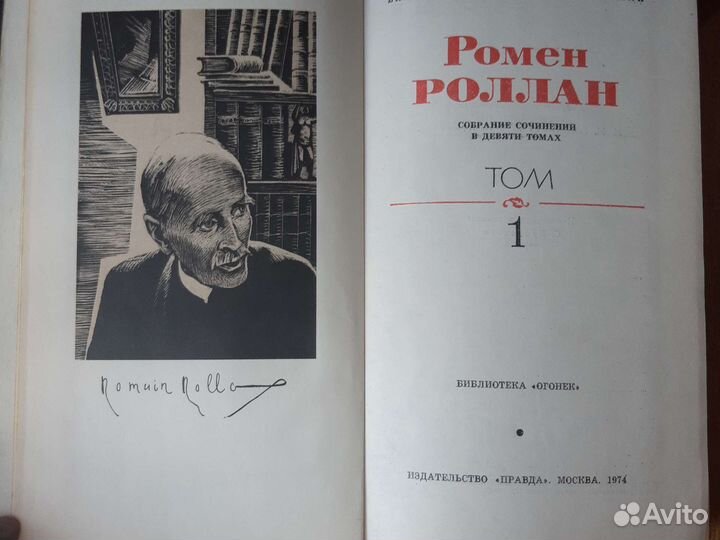 Ромен
РОЛЛАН
СОБРАНИЕ СОЧИНЕНИЙ
В ДЕВЯТИ ТОМАХ
ТОМ
1
Romain Rolland
БИБЛИОТЕКА «ОГОНЕК»
ИЗДАТЕЛЬСТВО «ПРАВДА». МОСКВА. 1974
Avito